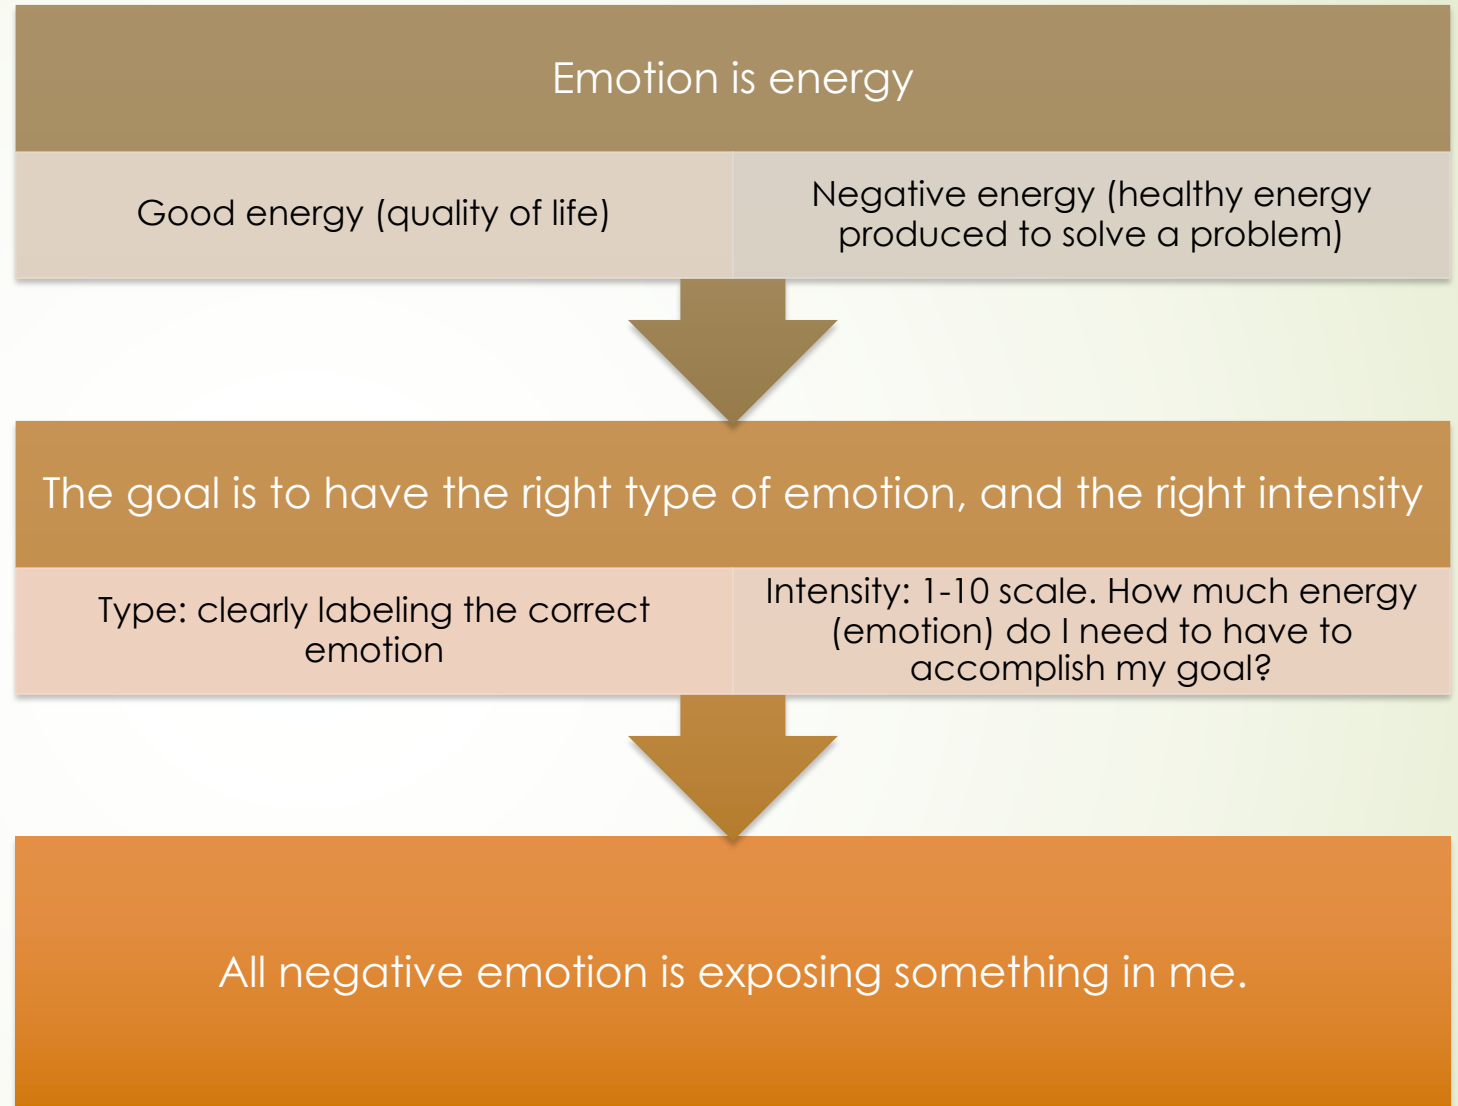 Emotion is energy
Good energy (quality of life)
Negative energy (healthy energy
produced to solve a problem)
The goal is to have the right type of emotion, and the right intensity
Type: clearly labeling the correct
emotion
Intensity: 1-10 scale. How much energy
(emotion) do I need to have to
accomplish my goal?
All negative emotion is exposing something in me.